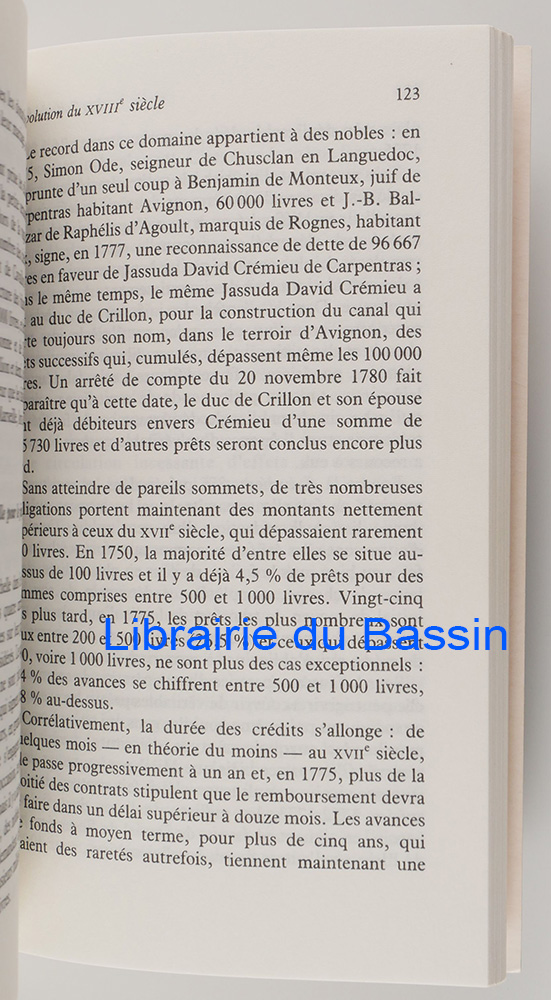 olution du XVIIIe siècle
123
Le record dans ce domaine appartient à des nobles : en
5, Simon Ode, seigneur de Chusclan en Languedoc,
prunte d'un seul coup à Benjamin de Monteux, juif de
pentras habitant Avignon, 60 000 livres et J.-B. Bal-
zar de Raphélis d'Agoult, marquis de Rognes, habitant
, signe, en 1777, une reconnaissance de dette de 96 667
es en faveur de Jassuda David Crémieu de Carpentras ;
s le même temps, le même Jassuda David Crémieu a
au duc de Crillon, pour la construction du canal qui
te toujours son nom, dans le terroir d'Avignon, des
ts successifs qui, cumulés, dépassent même les 100 000
res. Un arrêté de compte du 20 novembre 1780 fait
paraître qu'à cette date, le duc de Crillon et son épouse
nt déjà débiteurs envers Crémieu d'une somme de
5 730 livres et d'autres prêts seront conclus encore plus
d.
Sans atteindre de pareils sommets, de très nombreuses
ligations portent maintenant des montants nettement
périeurs à ceux du XVIIe siècle, qui dépassaient rarement
0 livres. En 1750, la majorité d'entre elles se situe au-
ssus de 100 livres et il y a déjà 4,5 % de prêts pour des
mmes comprises entre 500 et 1 000 livres. Vingt-cinq
s plus tard, en 1775, les prêts les plus nombreux sont
ux entre 200 et 500 livres % et ceux qui dépassent
0, voire 1 000 livres, ne sont plus des cas exceptionnels :
4 % des avances se chiffrent entre 500 et 1 000 livres,
8 % au-dessus.
Corrélativement, la durée des crédits s'allonge : de
elques mois — en théorie du moins — au XVIIe siècle,
le passe progressivement à un an et, en 1775, plus de la
oitié des contrats stipulent que le remboursement devra
faire dans un délai supérieur à douze mois. Les avances
fonds à moyen terme, pour plus de cinq ans, qui
aient des raretés autrefois, tiennent maintenant une
Librairie du Bassin